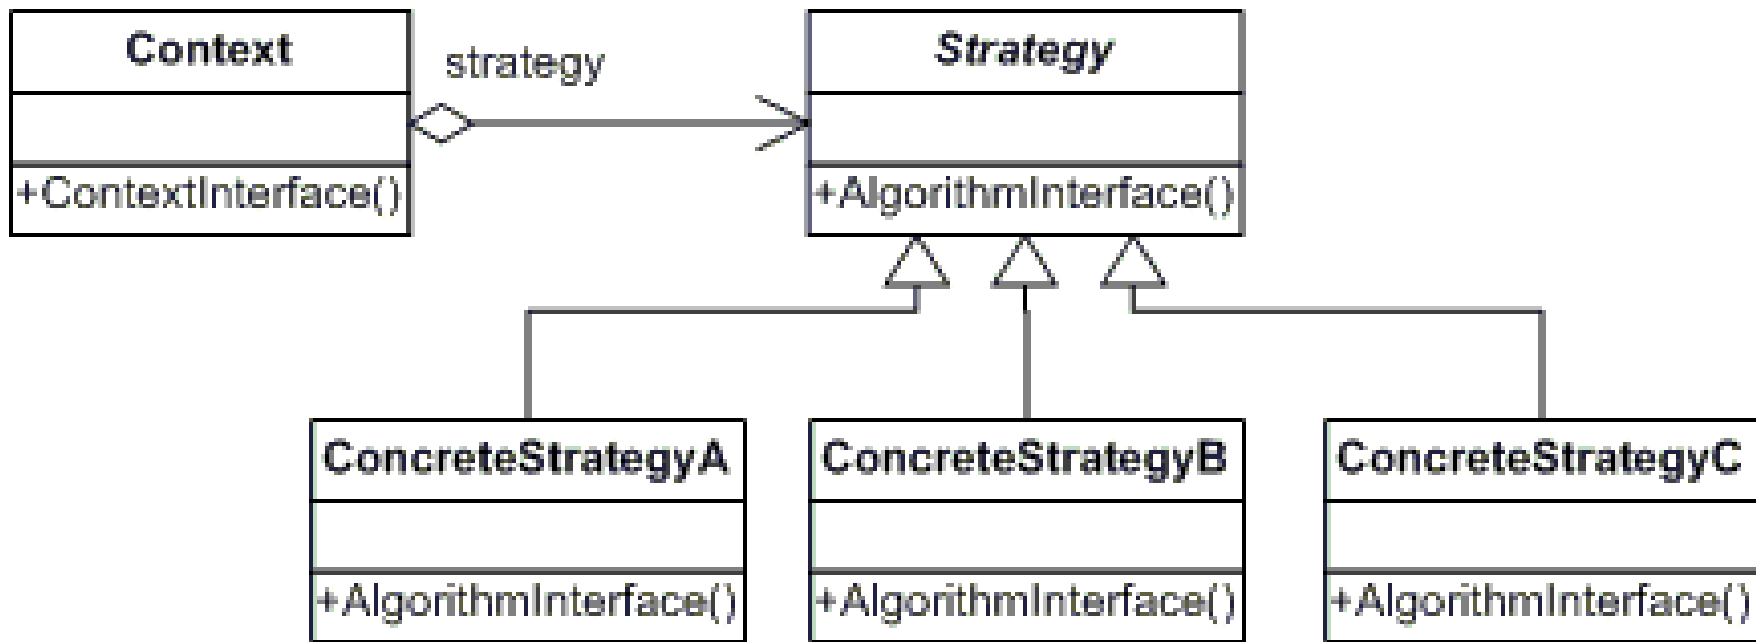 Context
strategy
Strategy
+ContextInterface()
+AlgorithmInterface()
ConcreteStrategyA
ConcreteStrategyB
ConcreteStrategyC
+AlgorithmInterface()
+AlgorithmInterface()
+AlgorithmInterface()